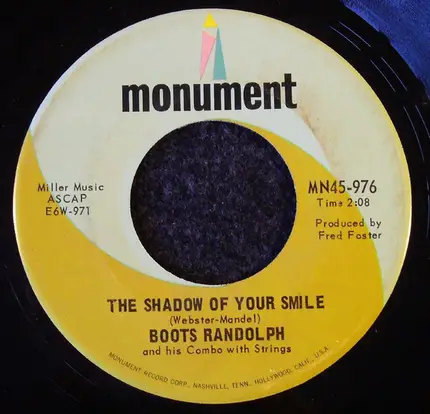 monument
Miller Music
ASCAP
E6W-971
MN45-976
Time 2:08
Produced by
Fred Foster
THE SHADOW OF YOUR SMILE
(Webster-Mandel)
BOOTS RANDOLPH
and his Combo with Strings
MONUMENT RECORD CORP., NASHVILLE, TENN. HOLLYWOOD, CALIF., U.S.A.